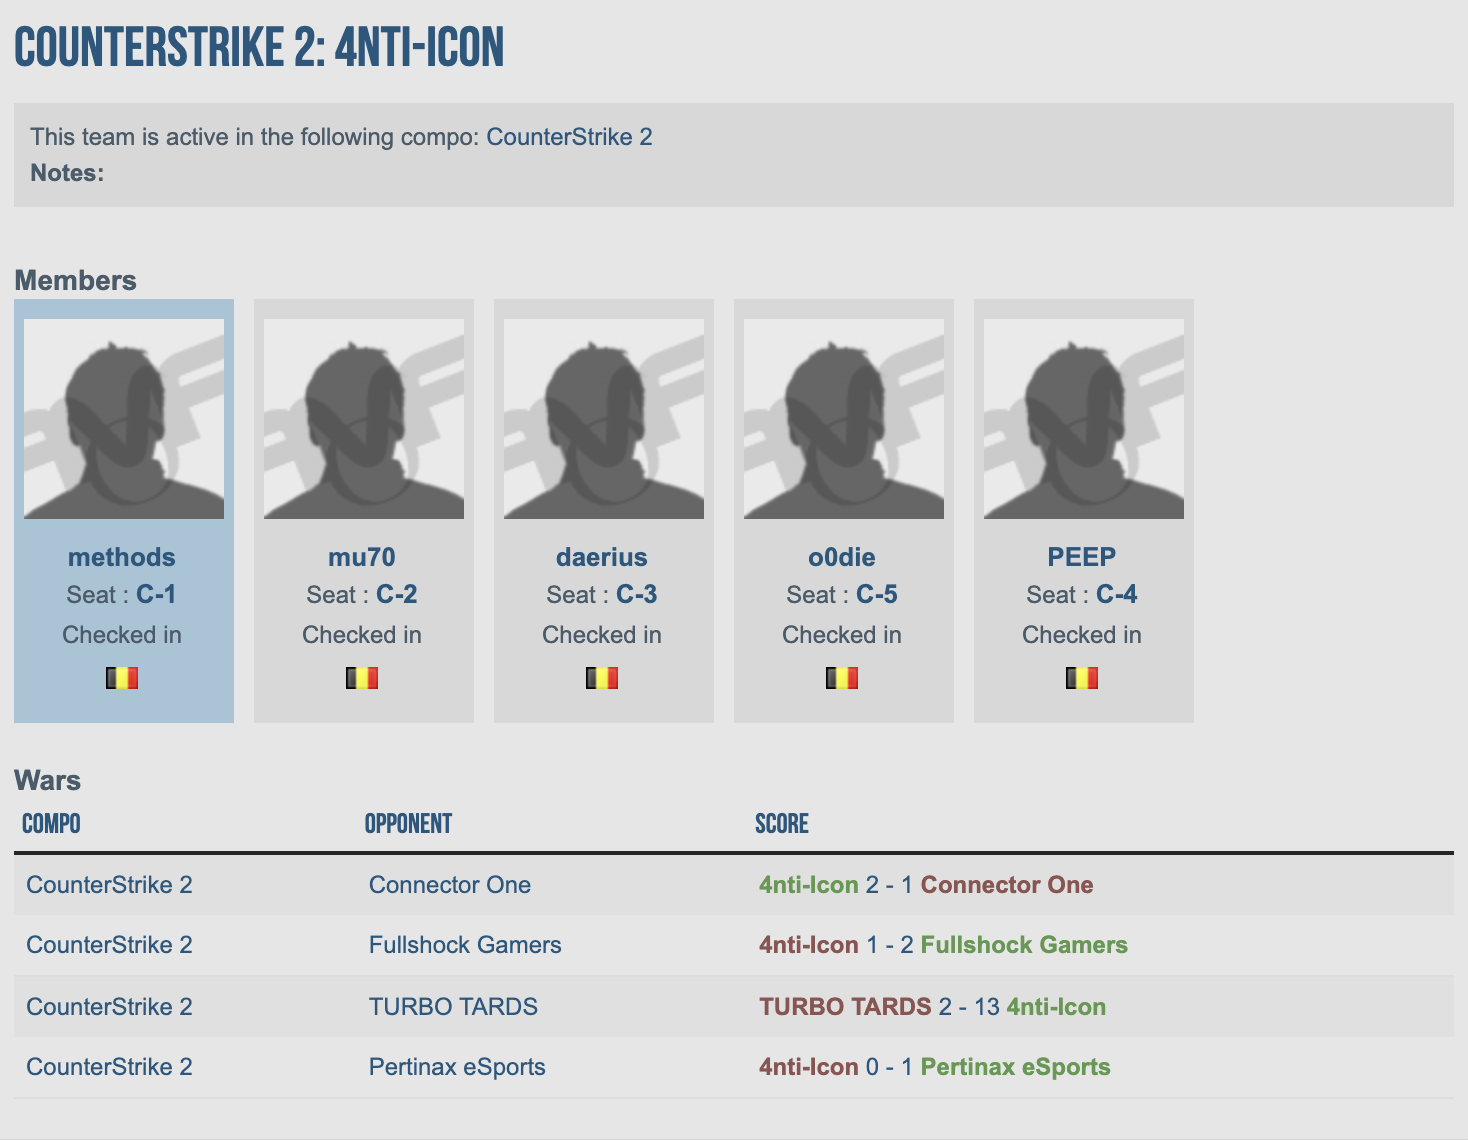 COUNTERSTRIKE 2: 4NTI-ICON
This team is active in the following compo: CounterStrike 2
Notes:
Members
methods
Seat : C-1
Checked in
mu70
Seat : C-2
Checked in
daerius
Seat : C-3
Checked in
o0die
Seat : C-5
Checked in
PEEP
Seat : C-4
Checked in
Wars
COMPO OPPONENT SCORE
CounterStrike 2 Connector One 4nti-Icon 2 - 1 Connector One
CounterStrike 2 Fullshock Gamers 4nti-Icon 1 - 2 Fullshock Gamers
CounterStrike 2 TURBO TARDS TURBO TARDS 2 - 13 4nti-Icon
CounterStrike 2 Pertinax eSports 4nti-Icon 0 - 1 Pertinax eSports